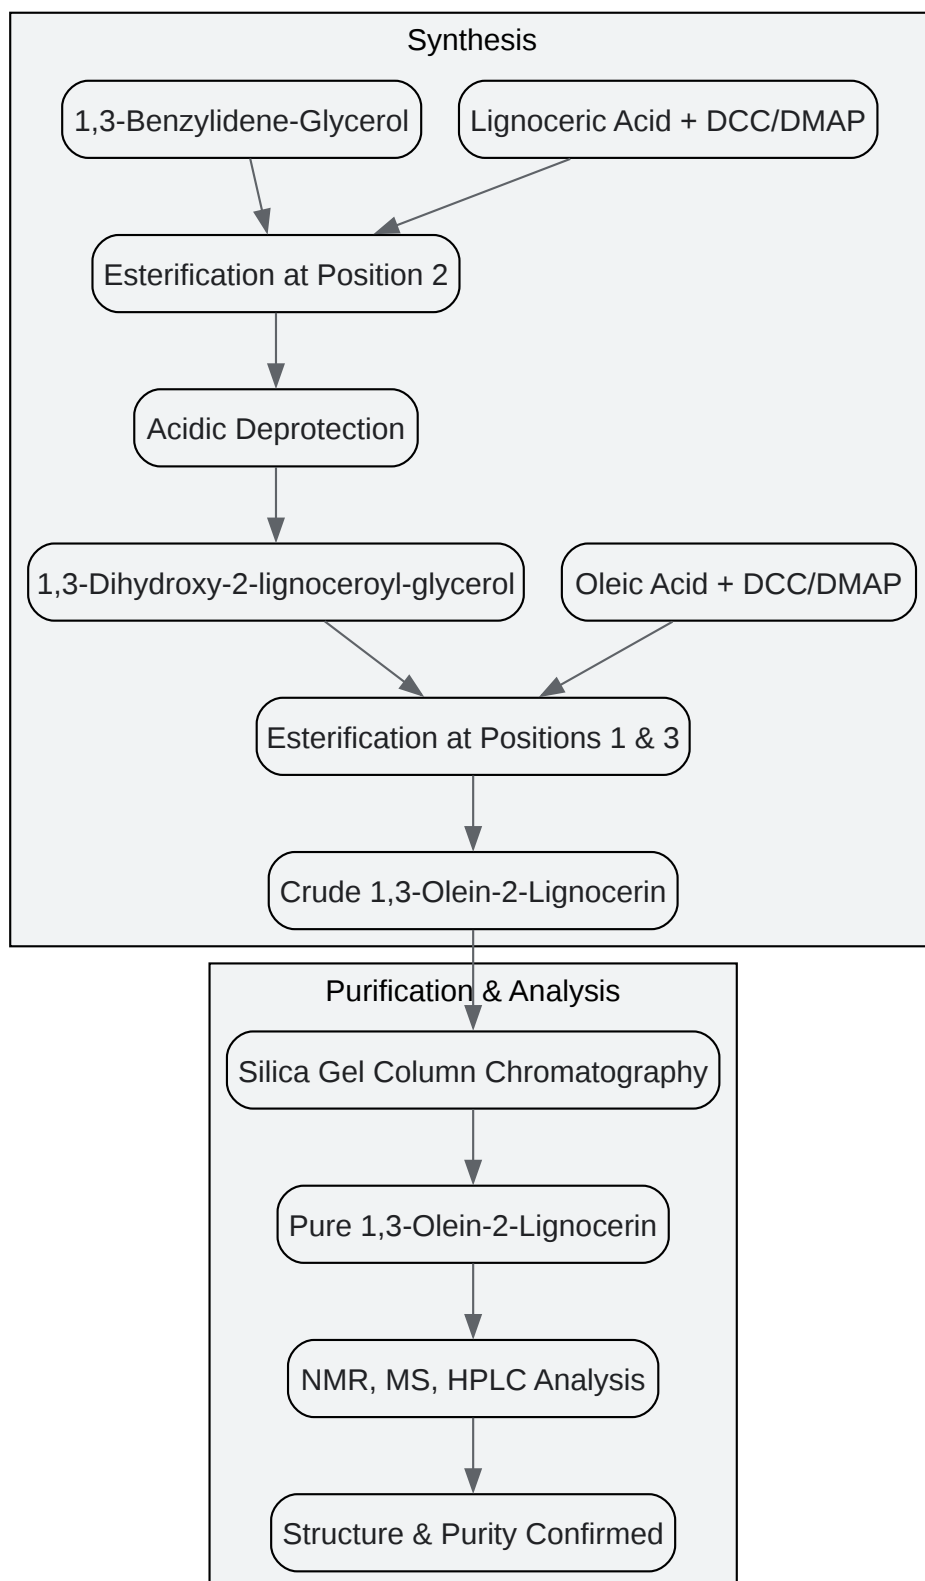 Synthesis
1,3-Benzylidene-Glycerol
Lignoceric Acid + DCC/DMAP
Esterification at Position 2
Acidic Deprotection
1,3-Dihydroxy-2-lignoceroyl-glycerol
Oleic Acid + DCC/DMAP
Esterification at Positions 1 & 3
Crude 1,3-Olein-2-Lignocerin
Purification & Analysis
Silica Gel Column Chromatography
Pure 1,3-Olein-2-Lignocerin
NMR, MS, HPLC Analysis
Structure & Purity Confirmed